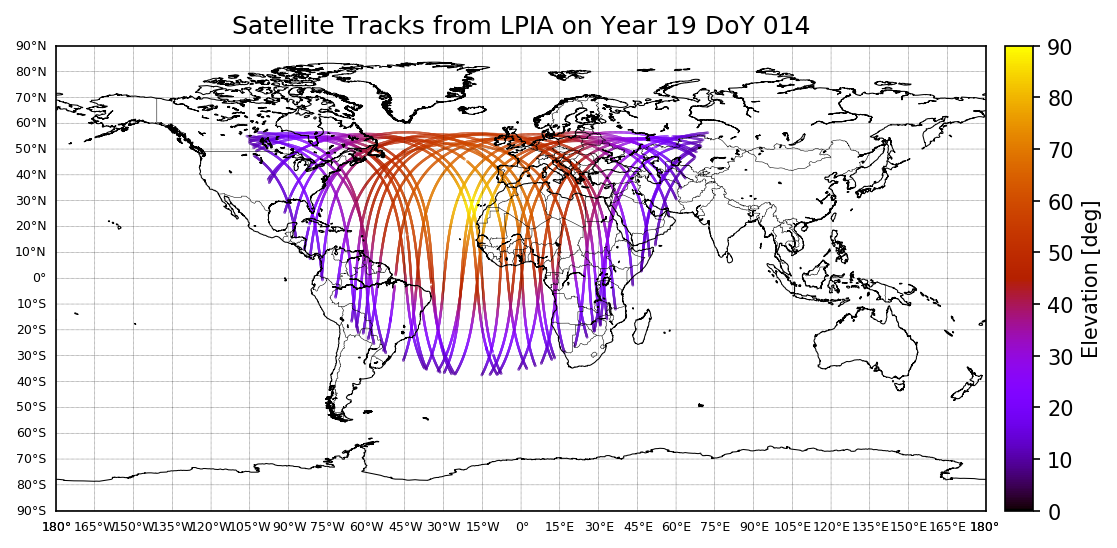 Satellite Tracks from LPIA on Year 19 DoY 014
90°N
80°N
70°N
60°N
50°N
40°N
30°N
20°N
10°N
0°
10°S
20°S
30°S
40°S
50°S
60°S
70°S
80°S
90°S
180° 165°W 150°W 135°W 120°W 105°W 90°W 75°W 60°W 45°W 30°W 15°W 0° 15°E 30°E 45°E 60°E 75°E 90°E 105°E 120°E 135°E 150°E 165°E 180°
90
80
70
60
50
40
30
20
10
0
Elevation [deg]